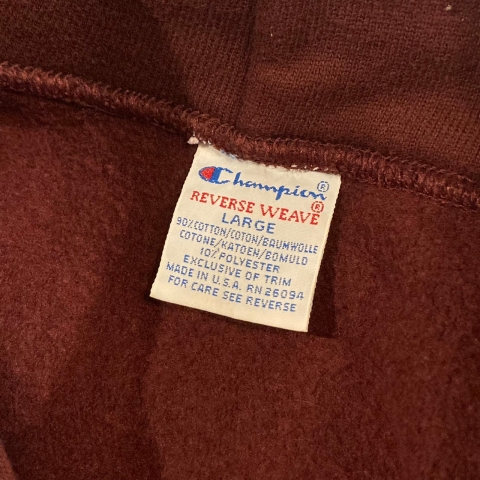 Champion®
REVERSE WEAVE®
LARGE
90% COTTON/COTON/BAUMWOLLE
COTONE/KATOEN/BOMULD
10% POLYESTER
EXCLUSIVE OF TRIM
MADE IN U.S.A. RN 26094
FOR CARE SEE REVERSE